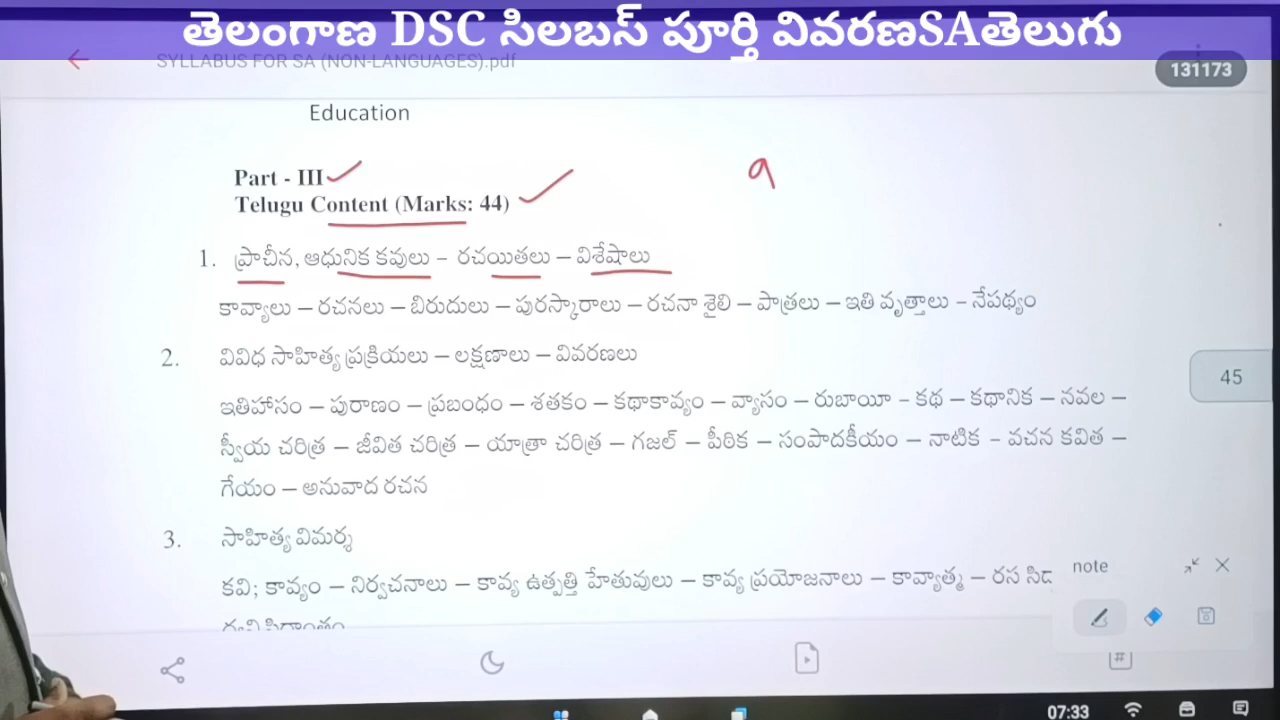 తెలంగాణ DSC సిలబస్ పూర్తి వివరణSAతెలుగు
SYLLABUS FOR SA (NON-LANGUAGES).pdf
131173
Education
Part - III
Telugu Content (Marks: 44)
1. ప్రాచీన, ఆధునిక కవులు – రచయితలు – విశేషాలు
కావ్యాలు – రచనలు – బిరుదులు – పురస్కారాలు – రచనా శైలి – పాత్రలు – ఇతి వృత్తాలు – నేపథ్యం
2. వివిధ సాహిత్య ప్రక్రియలు – లక్షణాలు – వివరణలు
45
ఇతిహాసం – పురాణం – ప్రబంధం – శతకం – కథాకావ్యం – వ్యాసం – రుబాయీ – కథ – కథానిక – నవల –
స్వీయ చరిత్ర – జీవిత చరిత్ర – యాత్రా చరిత్ర – గజల్ – పీఠిక – సంపాదకీయం – నాటిక – వచన కవిత –
గేయం – అనువాద రచన
3. సాహిత్య విమర్శ
కవి; కావ్యం – నిర్వచనాలు – కావ్య ఉత్పత్తి హేతువులు – కావ్య ప్రయోజనాలు – కావ్యాత్మ – రస
note
07:33